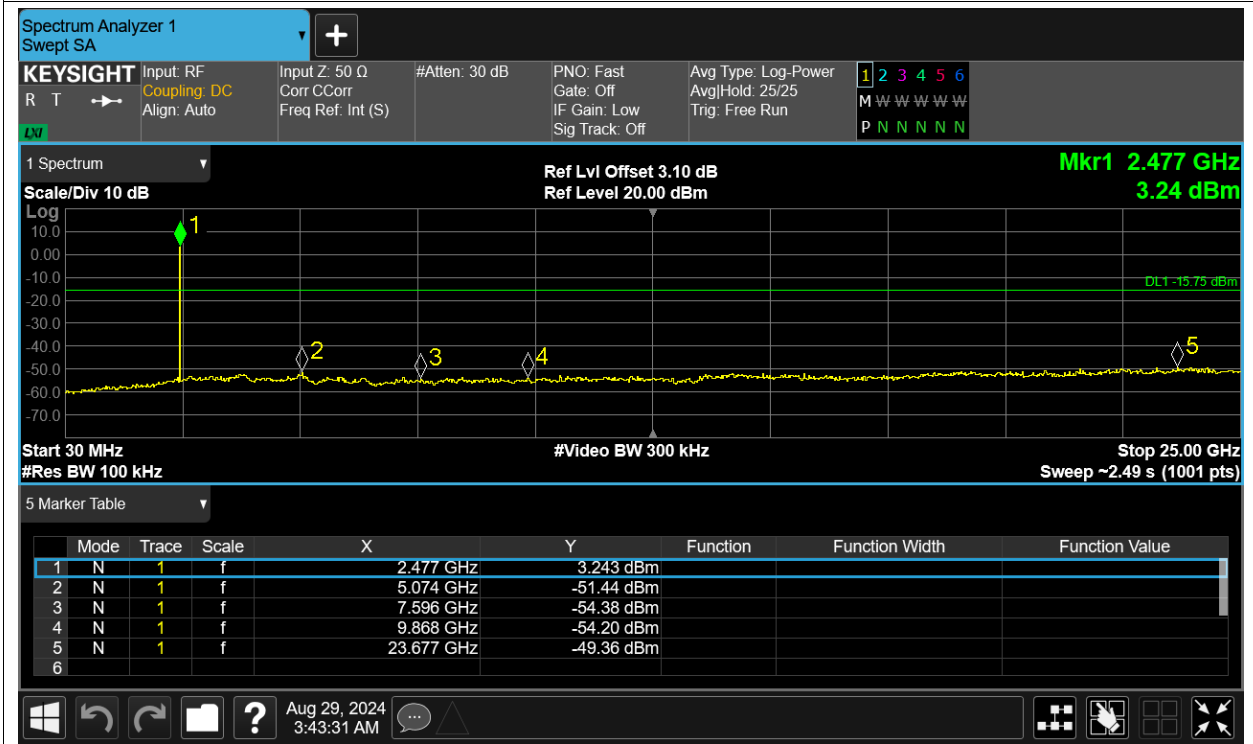 Spectrum Analyzer 1
Swept SA
+
KEYSIGHT
R T
LXI
Input: RF
Coupling: DC
Align: Auto
Input Z: 50 Ω
Corr CCorr
Freq Ref: Int (S)
#Atten: 30 dB
PNO: Fast
Gate: Off
IF Gain: Low
Sig Track: Off
Avg Type: Log-Power
Avg|Hold: 25/25
Trig: Free Run
1 2 3 4 5 6
M W W W W W
P N N N N N
1 Spectrum
Scale/Div 10 dB
Ref Lvl Offset 3.10 dB
Ref Level 20.00 dBm
Mkr1 2.477 GHz
3.24 dBm
Log
10.0
0.00
-10.0
-20.0
-30.0
-40.0
-50.0
-60.0
-70.0
1
2
3
4
5
DL1 -15.75 dBm
Start 30 MHz
#Video BW 300 kHz
Stop 25.00 GHz
#Res BW 100 kHz
Sweep ~2.49 s (1001 pts)
5 Marker Table
Mode Trace Scale X Y Function Function Width Function Value
1 N 1 f 2.477 GHz 3.243 dBm
2 N 1 f 5.074 GHz -51.44 dBm
3 N 1 f 7.596 GHz -54.38 dBm
4 N 1 f 9.868 GHz -54.20 dBm
5 N 1 f 23.677 GHz -49.36 dBm
6
?
Aug 29, 2024
3:43:31 AM